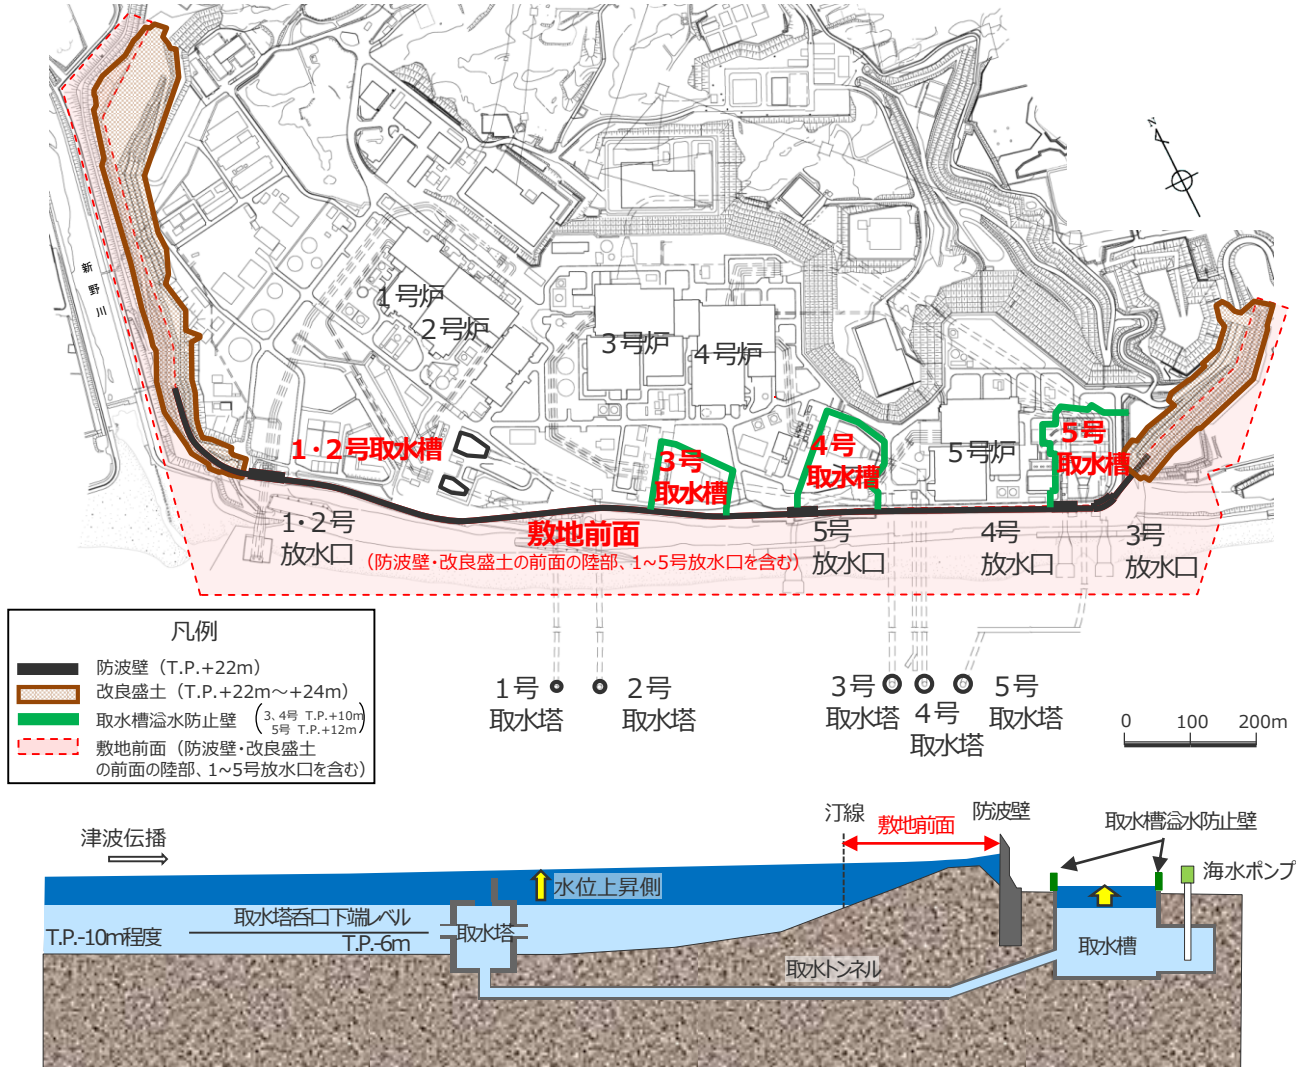 N
新野川
1号炉
2号炉
3号炉
4号炉
5号炉
1・2号取水槽
3号
取水槽
4号
取水槽
5号
取水槽
敷地前面
(防波壁・改良盛土の前面の陸部、1~5号放水口を含む)
1・2号
放水口
5号
放水口
4号
放水口
3号
放水口
凡例
防波壁（T.P.+22m）
改良盛土（T.P.+22m～+24m）
取水槽溢水防止壁
3、4号 T.P.+10m
5号 T.P.+12m
敷地前面（防波壁・改良盛土
の前面の陸部、1~5号放水口を含む）
1号
取水塔
2号
取水塔
3号
取水塔
4号
取水塔
5号
取水塔
0 100 200m
津波伝播
汀線
敷地前面
防波壁
取水槽溢水防止壁
海水ポンプ
水位上昇側
取水塔呑口下端レベル
T.P.-6m
T.P.-10m程度
取水塔
取水槽
取水トンネル